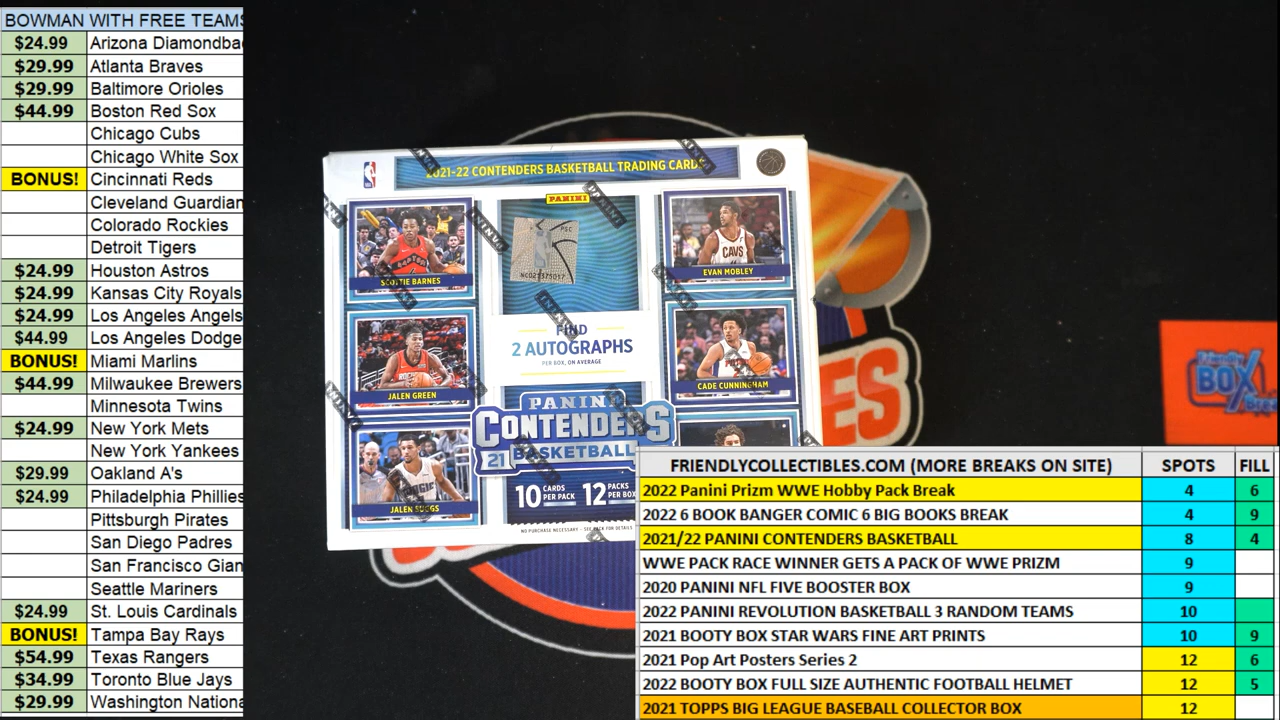 BOWMAN WITH FREE TEAMS
$24.99 Arizona Diamondba
$29.99 Atlanta Braves
$29.99 Baltimore Orioles
$44.99 Boston Red Sox
Chicago Cubs
Chicago White Sox
BONUS! Cincinnati Reds
Cleveland Guardian
Colorado Rockies
Detroit Tigers
$24.99 Houston Astros
$24.99 Kansas City Royals
$24.99 Los Angeles Angels
$44.99 Los Angeles Dodge
BONUS! Miami Marlins
$44.99 Milwaukee Brewers
Minnesota Twins
$24.99 New York Mets
New York Yankees
$29.99 Oakland A's
$24.99 Philadelphia Phillies
Pittsburgh Pirates
San Diego Padres
San Francisco Gian
Seattle Mariners
$24.99 St. Louis Cardinals
BONUS! Tampa Bay Rays
$54.99 Texas Rangers
$34.99 Toronto Blue Jays
$29.99 Washington Nationa
2021-22 CONTENDERS BASKETBALL TRADING CARDS
PANINI
SCOTTIE BARNES
EVAN MOBLEY
CAVS
JALEN GREEN
CADE CUNNINGHAM
JALEN SUGGS
FIND
2 AUTOGRAPHS
PER BOX, ON AVERAGE
PANINI
CONTENDERS
21 BASKETBALL
10 CARDS PER PACK 12 PACKS PER BOX
NO PURCHASE NECESSARY - SEE PACK FOR DETAILS
ES
Friendly
BOX
Brea
FRIENDLYCOLLECTIBLES.COM (MORE BREAKS ON SITE) SPOTS FILL
2022 Panini Prizm WWE Hobby Pack Break 4 6
2022 6 BOOK BANGER COMIC 6 BIG BOOKS BREAK 4 9
2021/22 PANINI CONTENDERS BASKETBALL 8 4
WWE PACK RACE WINNER GETS A PACK OF WWE PRIZM 9
2020 PANINI NFL FIVE BOOSTER BOX 9
2022 PANINI REVOLUTION BASKETBALL 3 RANDOM TEAMS 10
2021 BOOTY BOX STAR WARS FINE ART PRINTS 10 9
2021 Pop Art Posters Series 2 12 6
2022 BOOTY BOX FULL SIZE AUTHENTIC FOOTBALL HELMET 12 5
2021 TOPPS BIG LEAGUE BASEBALL COLLECTOR BOX 12